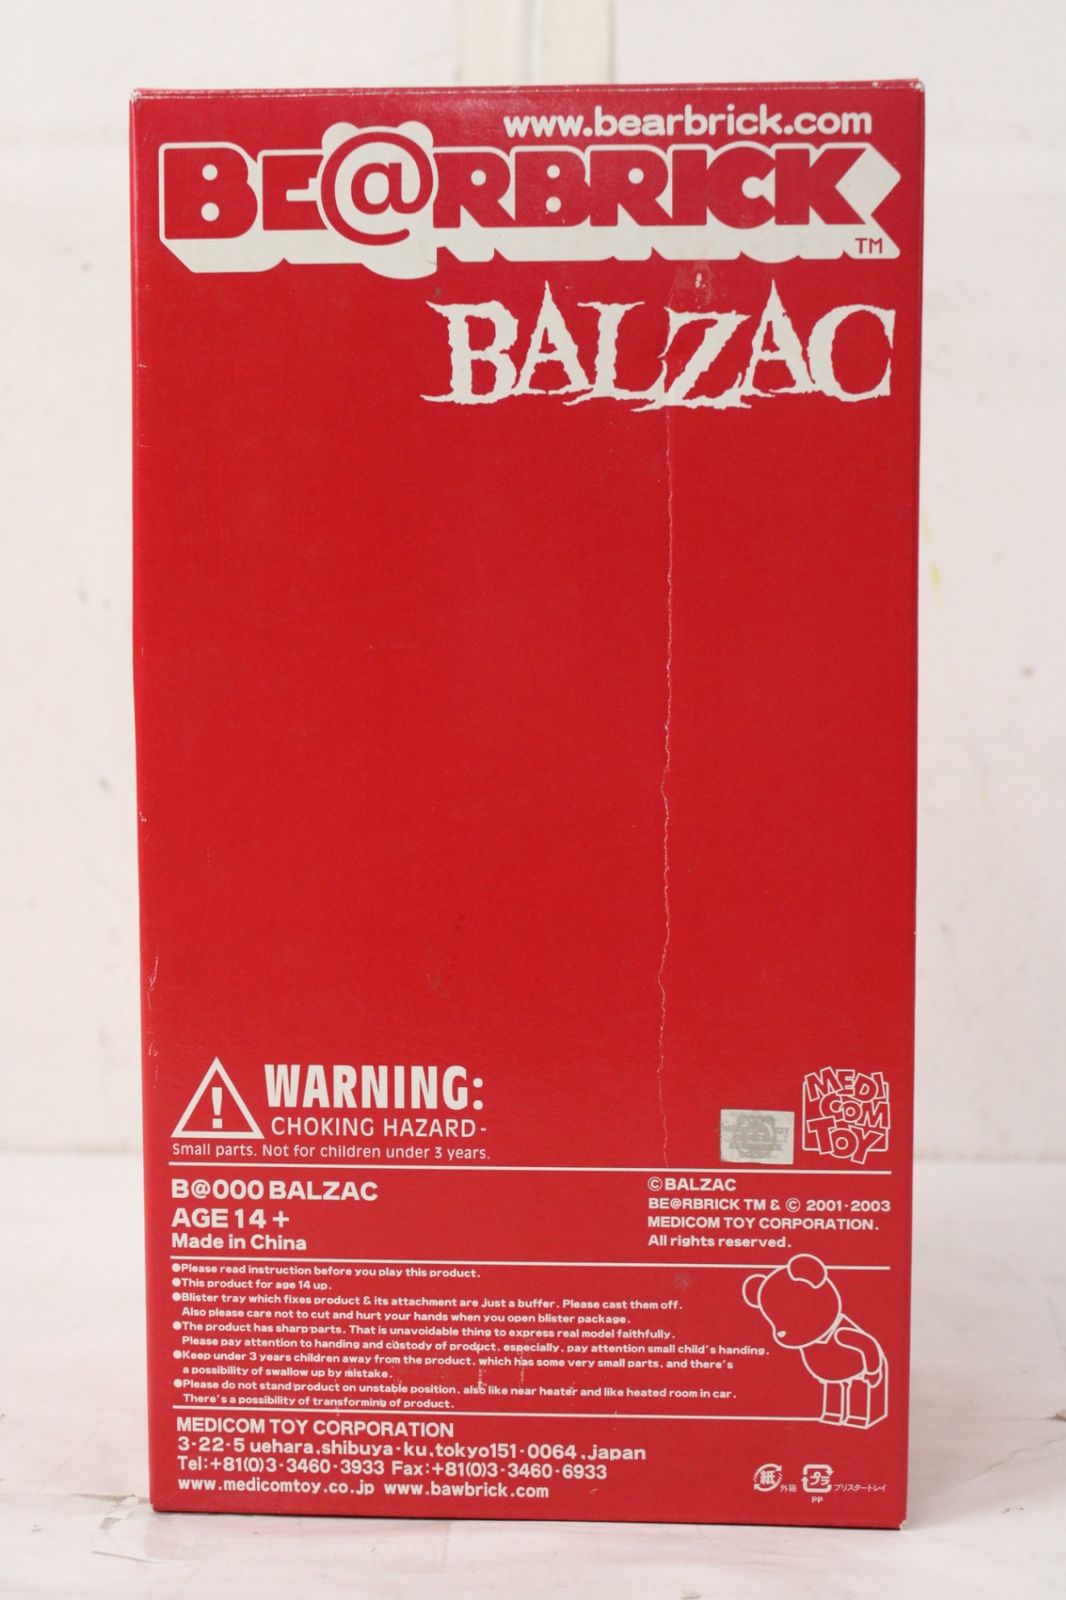 www.bearbrick.com
BE@RBRICK
TM
BALZAC
WARNING:
CHOKING HAZARD-
Small parts. Not for children under 3 years.
MEDI
COM
TOY
B@000 BALZAC
AGE 14 +
Made in China
©BALZAC
BE@RBRICK TM & © 2001-2003
MEDICOM TOY CORPORATION.
All rights reserved.
●Please read instruction before you play this product.
●This product for age 14 up.
●Blister tray which fixes product & its attachment are just a buffer. Please cast them off.
Also please care not to cut and hurt your hands when you open blister package.
●The product has sharp parts. That is unavoidable thing to express real model faithfully.
Please pay attention to handing and custody of product, especially, pay attention small child's handing.
●Keep under 3 years children away from the product, which has some very small parts, and there's
a possibility of swallow up by mistake.
●Please do not stand product on unstable position, also like near heater and like heated room in car.
There's a possibility of transforming of product.
MEDICOM TOY CORPORATION
3-22-5 uehara,shibuya-ku,tokyo151-0064,japan
Tel:+81(0)3-3460-3933 Fax:+81(0)3-3460-6933
www.medicomtoy.co.jp www.bawbrick.com
紙
外箱
プラ
PP
ブリスタートレイ